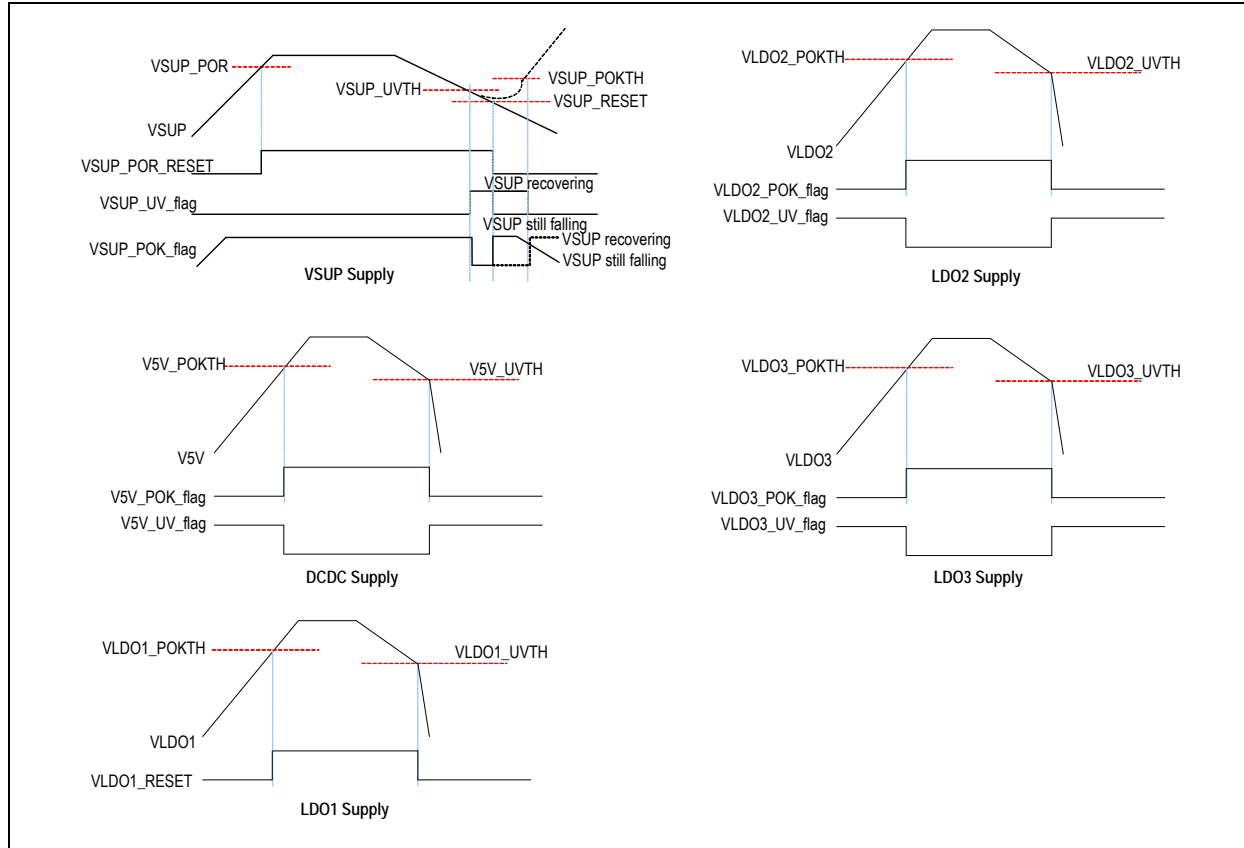 VSUP_POR
VSUP_UVTH
VSUP_POKTH
VSUP_RESET
VSUP
VSUP_POR_RESET
VSUP recovering
VSUP_UV_flag
VSUP still falling
VSUP_POK_flag
VSUP recovering
VSUP still falling
VSUP Supply
VLDO2_POKTH
VLDO2_UVTH
VLDO2
VLDO2_POK_flag
VLDO2_UV_flag
LDO2 Supply
V5V_POKTH
V5V_UVTH
V5V
V5V_POK_flag
V5V_UV_flag
DCDC Supply
VLDO3_POKTH
VLDO3_UVTH
VLDO3
VLDO3_POK_flag
VLDO3_UV_flag
LDO3 Supply
VLDO1_POKTH
VLDO1_UVTH
VLDO1
VLDO1_RESET
LDO1 Supply